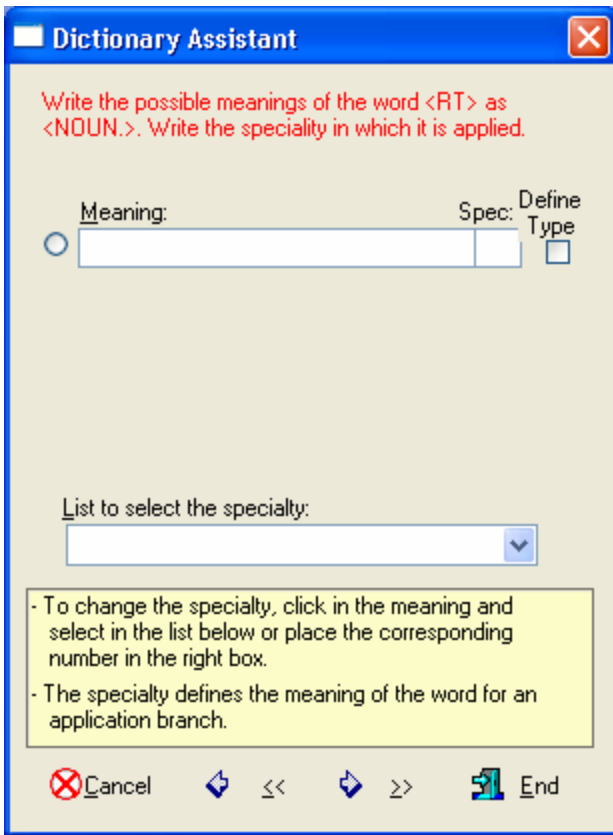 Dictionary Assistant
Write the possible meanings of the word <RT> as
<NOUN.>. Write the speciality in which it is applied.
Meaning: Spec: Define
Type
List to select the specialty:
- To change the specialty, click in the meaning and
select in the list below or place the corresponding
number in the right box.
- The specialty defines the meaning of the word for an
application branch.
Cancel << >> End